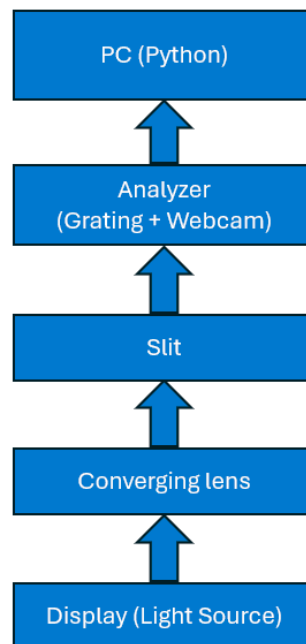 PC (Python)
Analyzer
(Grating + Webcam)
Slit
Converging lens
Display (Light Source)